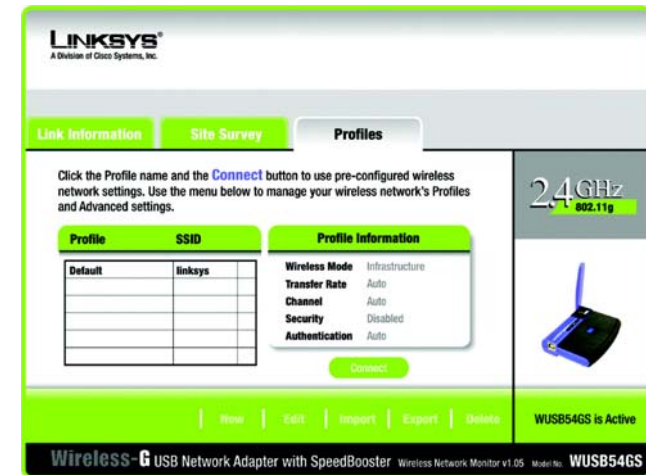 LINKSYS®
A Division of Cisco Systems, Inc.
Link Information Site Survey Profiles
Click the Profile name and the Connect button to use pre-configured wireless
network settings. Use the menu below to manage your wireless network's Profiles
and Advanced settings.
2.4 GHz
802.11g
Profile SSID
Default linksys
Profile Information
Wireless Mode Infrastructure
Transfer Rate Auto
Channel Auto
Security Disabled
Authentication Auto
Connect
New Edit Import Export Delete
WUSB54GS is Active
Wireless-G USB Network Adapter with SpeedBooster Wireless Network Monitor v1.05 Model No. WUSB54GS